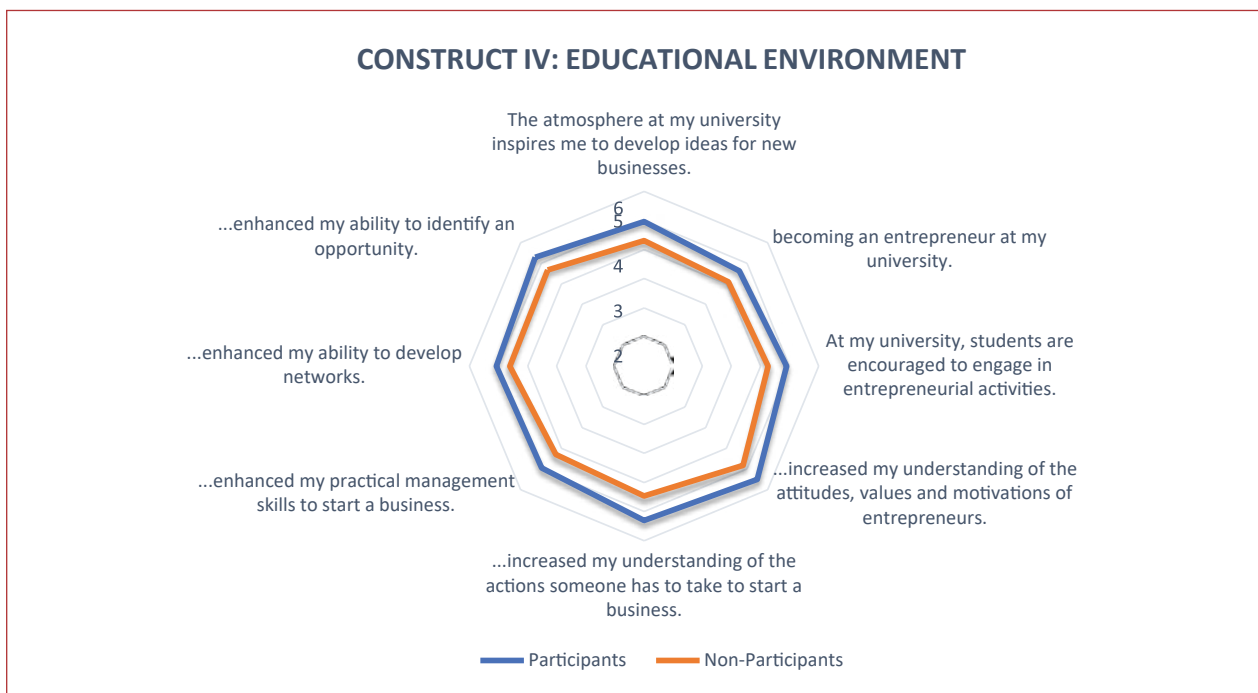 CONSTRUCT IV: EDUCATIONAL ENVIRONMENT
The atmosphere at my university
inspires me to develop ideas for new
businesses.
...enhanced my ability to identify an
opportunity.
becoming an entrepreneur at my
university.
6
5
4
3
2
...enhanced my ability to develop
networks.
At my university, students are
encouraged to engage in
entrepreneurial activities.
...enhanced my practical management
skills to start a business.
...increased my understanding of the
attitudes, values and motivations of
entrepreneurs.
...increased my understanding of the
actions someone has to take to start a
business.
Participants
Non-Participants